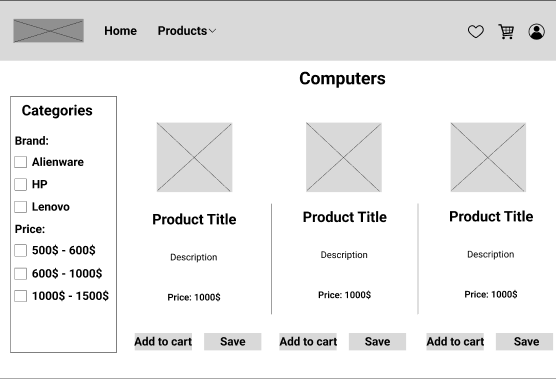 Home Products
Computers
Categories
Brand:
Alienware
HP
Lenovo
Price:
500$ - 600$
600$ - 1000$
1000$ - 1500$
Product Title
Description
Price: 1000$
Add to cart Save
Product Title
Description
Price: 1000$
Add to cart Save
Product Title
Description
Price: 1000$
Add to cart Save